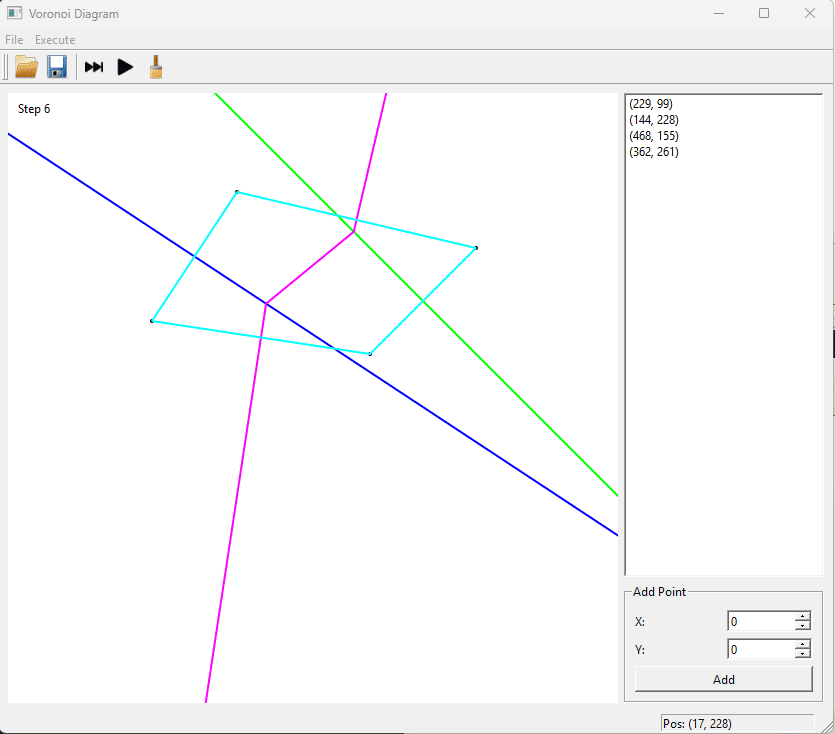 Voronoi Diagram
File Execute
Step 6
(229, 99)
(144, 228)
(468, 155)
(362, 261)
Add Point
X: 0
Y: 0
Add
Pos: (17, 228)